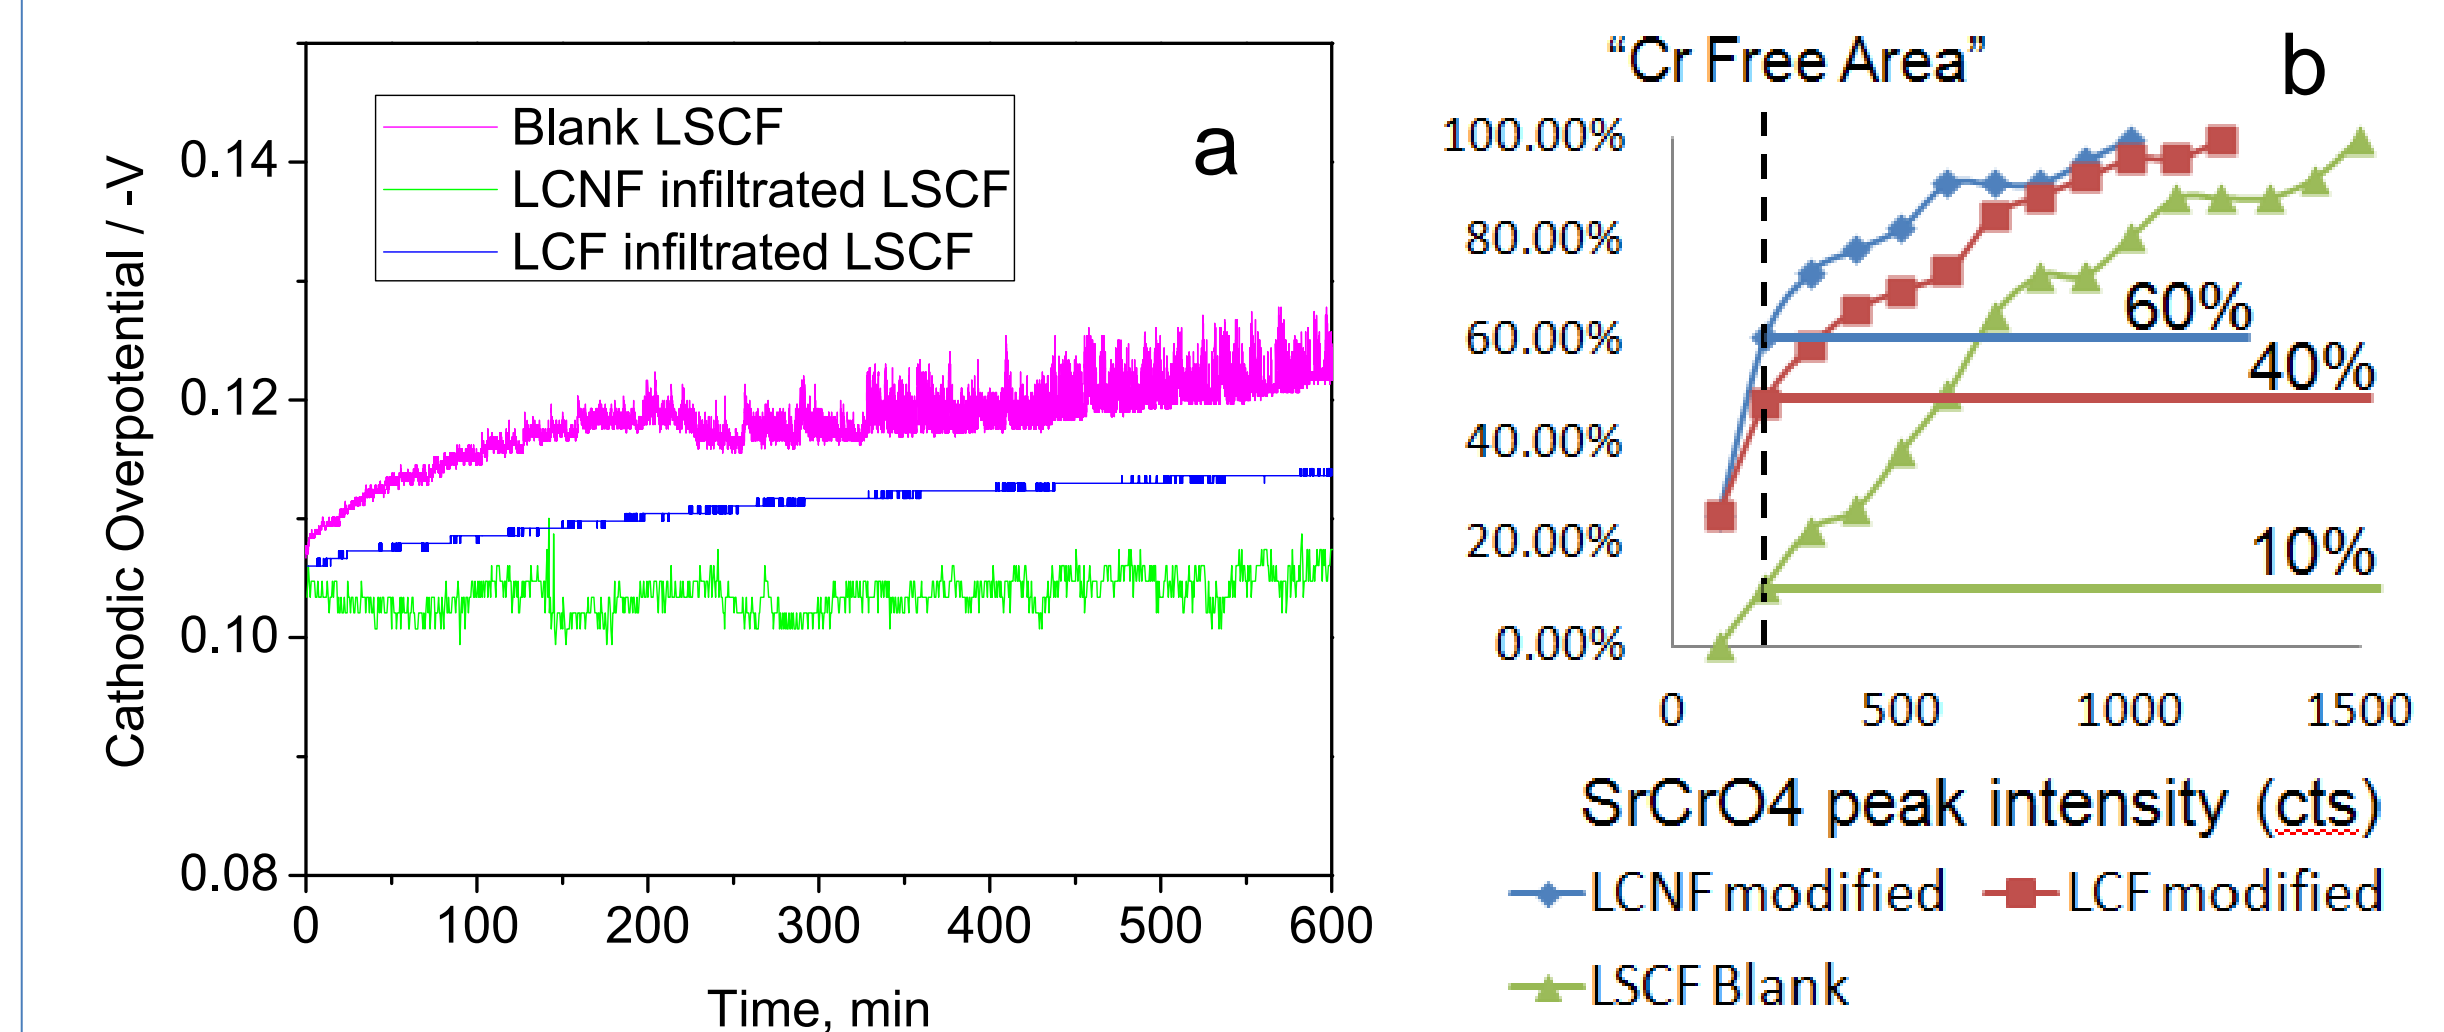 a
Blank LSCF
LCNF infiltrated LSCF
LCF infiltrated LSCF
Cathodic Overpotential / -V
0.14
0.12
0.10
0.08
0 100 200 300 400 500 600
Time, min
“Cr Free Area”
b
100.00%
80.00%
60.00%
40.00%
20.00%
0.00%
60%
40%
10%
0 500 1000 1500
SrCrO4 peak intensity (cts)
LCNF modified LCF modified
LSCF Blank